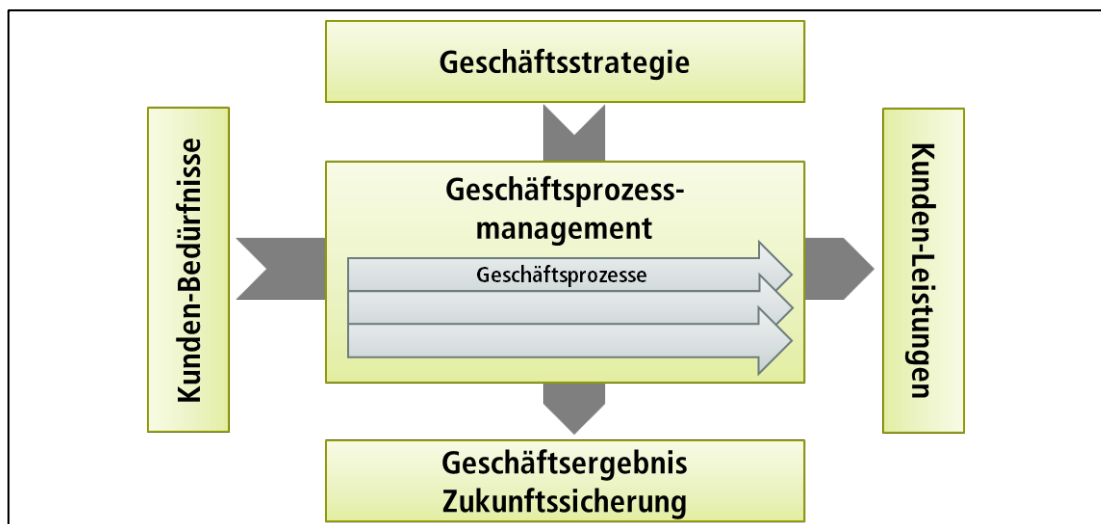 Geschäftsstrategie
Kunden-Bedürfnisse
Geschäftsprozess-
management
Geschäftsprozesse
Kunden-Leistungen
Geschäftsergebnis
Zukunftssicherung